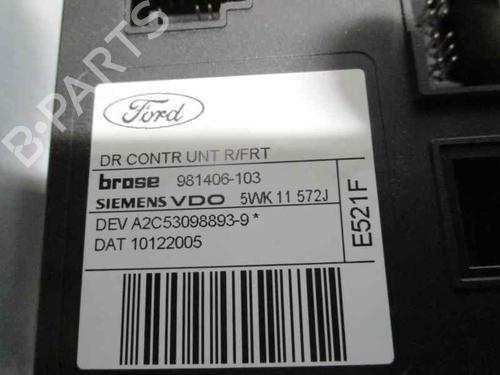 B-PARTS
Ford
DR CONTR UNT R/FRT
brose 981406-103
SIEMENS VDO 5WK 11 572J
DEV A2C53098893-9 *
DAT 10122005
E521F